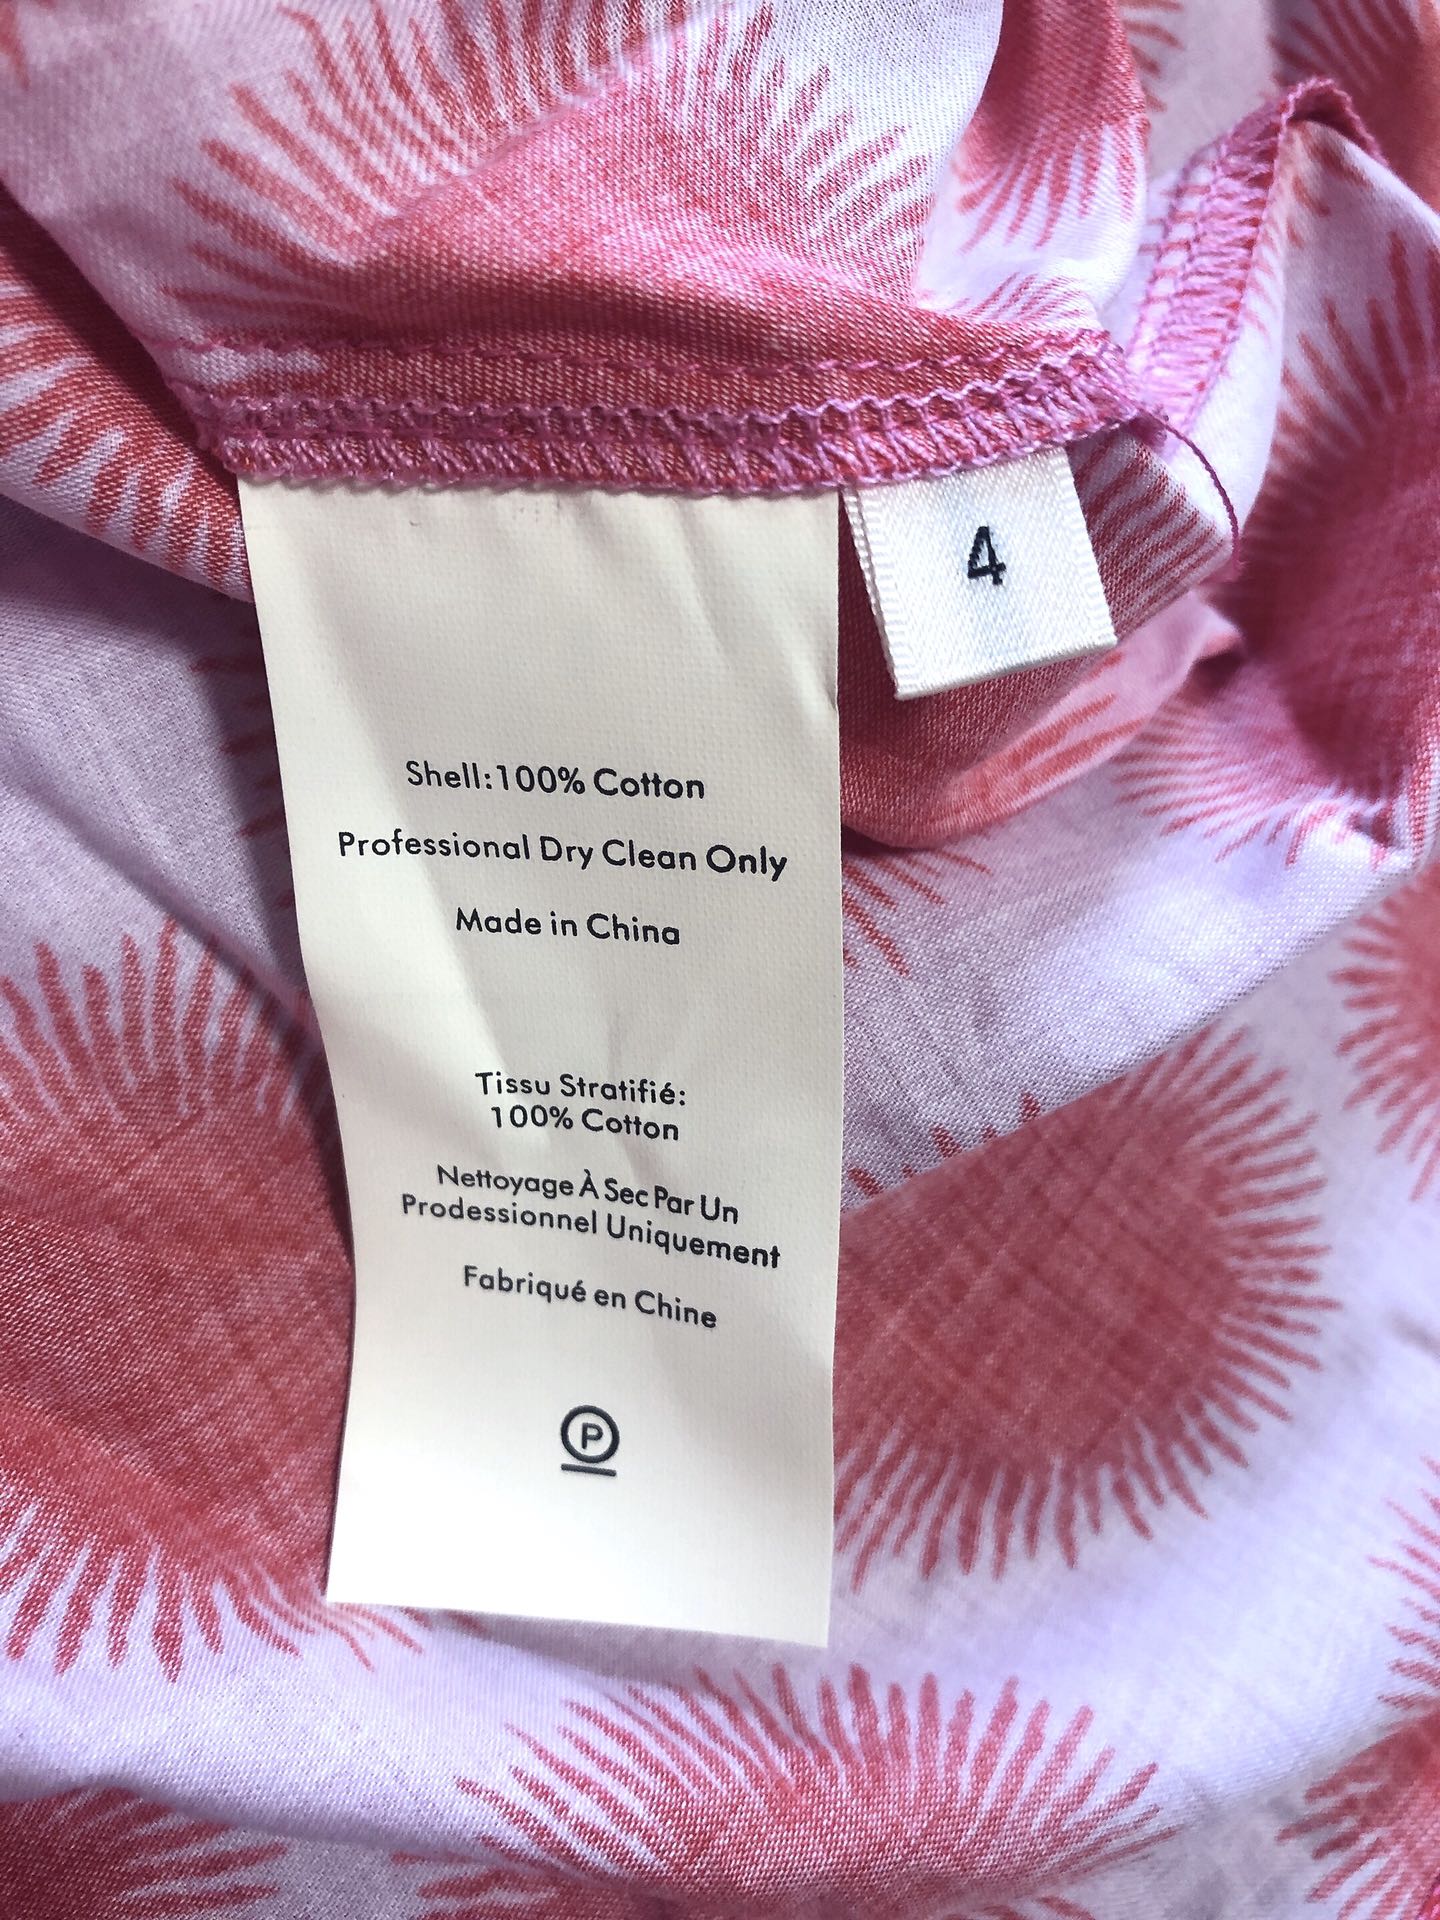 4
Shell:100% Cotton
Professional Dry Clean Only
Made in China
Tissu Stratifié:
100% Cotton
Nettoyage À Sec Par Un
Prodessionnel Uniquement
Fabriqué en Chine
P